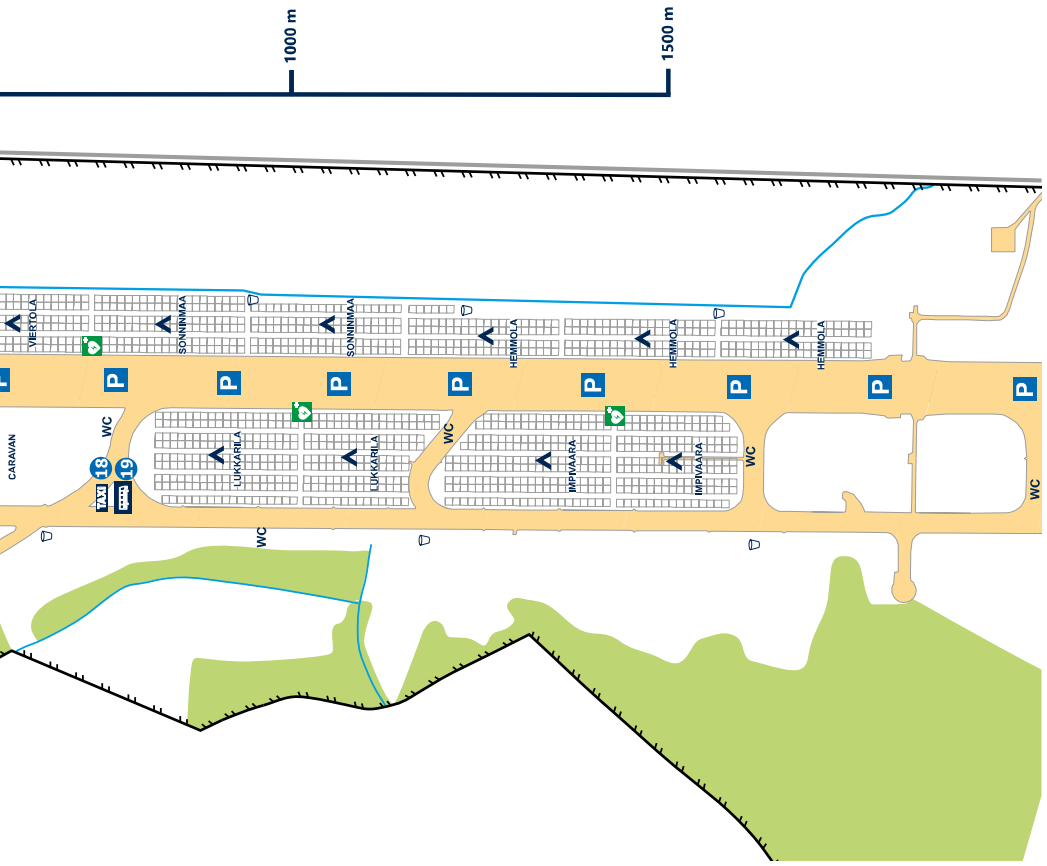 1000 m
1500 m
VIERTOLA
SONNINMAA
SONNINMAA
HEMMOLA
HEMMOLA
HEMMOLA
P
P
P
P
P
P
P
P
P
CARAVAN
WC
18
19
TAXI
LUKKARILA
LUKKARILA
WC
IMPIVAARA
IMPIVAARA
WC
WC
WC